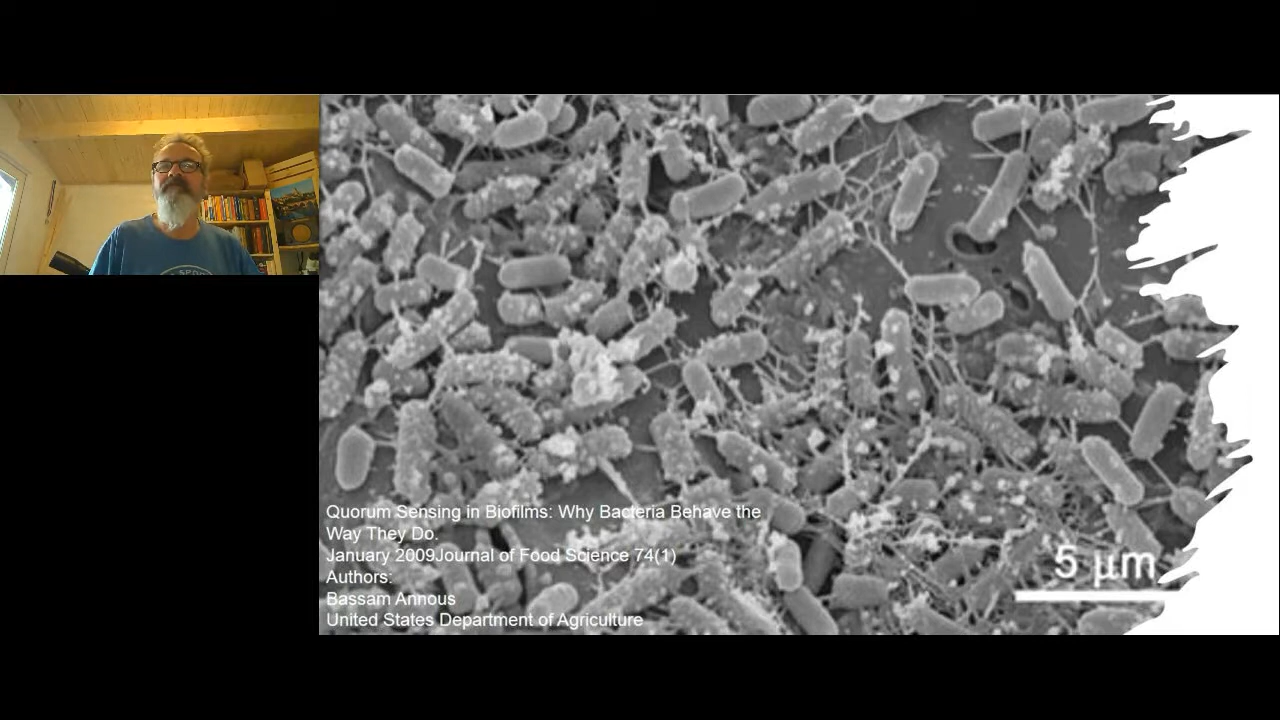 SPOO
Quorum Sensing in Biofilms: Why Bacteria Behave the
Way They Do.
January 2009Journal of Food Science 74(1)
Authors:
Bassam Annous
United States Department of Agriculture
5 µm